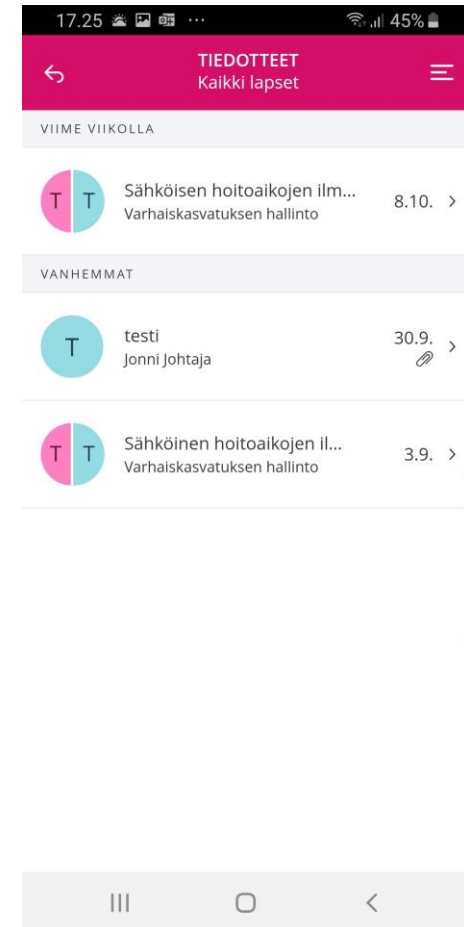 17.25 ... 45%
TIEDOTTEET
Kaikki lapset
VIIME VIIKOLLA
T T
Sähköisen hoitoaikojen ilm...
Varhaiskasvatuksen hallinto
8.10.
VANHEMMAT
T
testi
Jonni Johtaja
30.9.
T T
Sähköinen hoitoaikojen il...
Varhaiskasvatuksen hallinto
3.9.